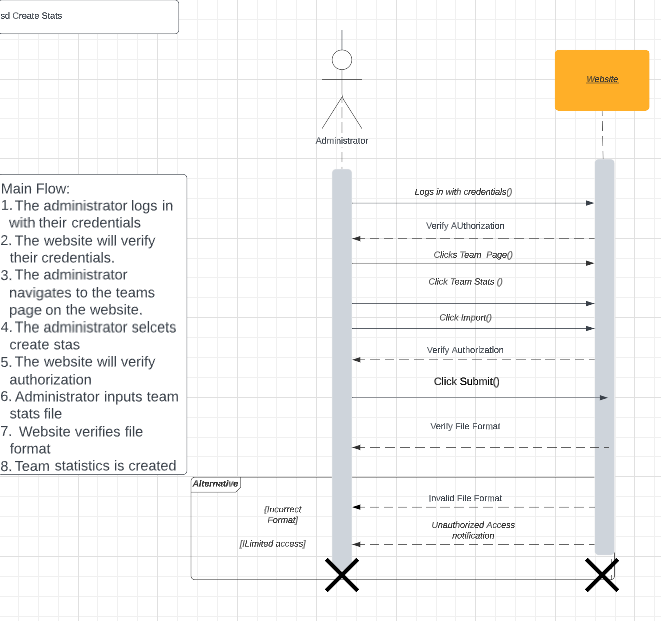 sd Create Stats
Website
Administrator
Main Flow:
1. The administrator logs in
with their credentials
2. The website will verify
their credentials.
3. The administrator
navigates to the teams
page on the website.
4. The administrator selcets
create stas
5. The website will verify
authorization
6. Administrator inputs team
stats file
7. Website verifies file
format
8. Team statistics is created
Logs in with credentials()
Verify AUthorization
Clicks Team Page()
Click Team Stats ()
Click Import()
Verify Authorization
Click Submit()
Verify File Format
Alternative
[Incorrect
Format]
Invalid File Format
Unauthorized Access
notification
[lLimited access]